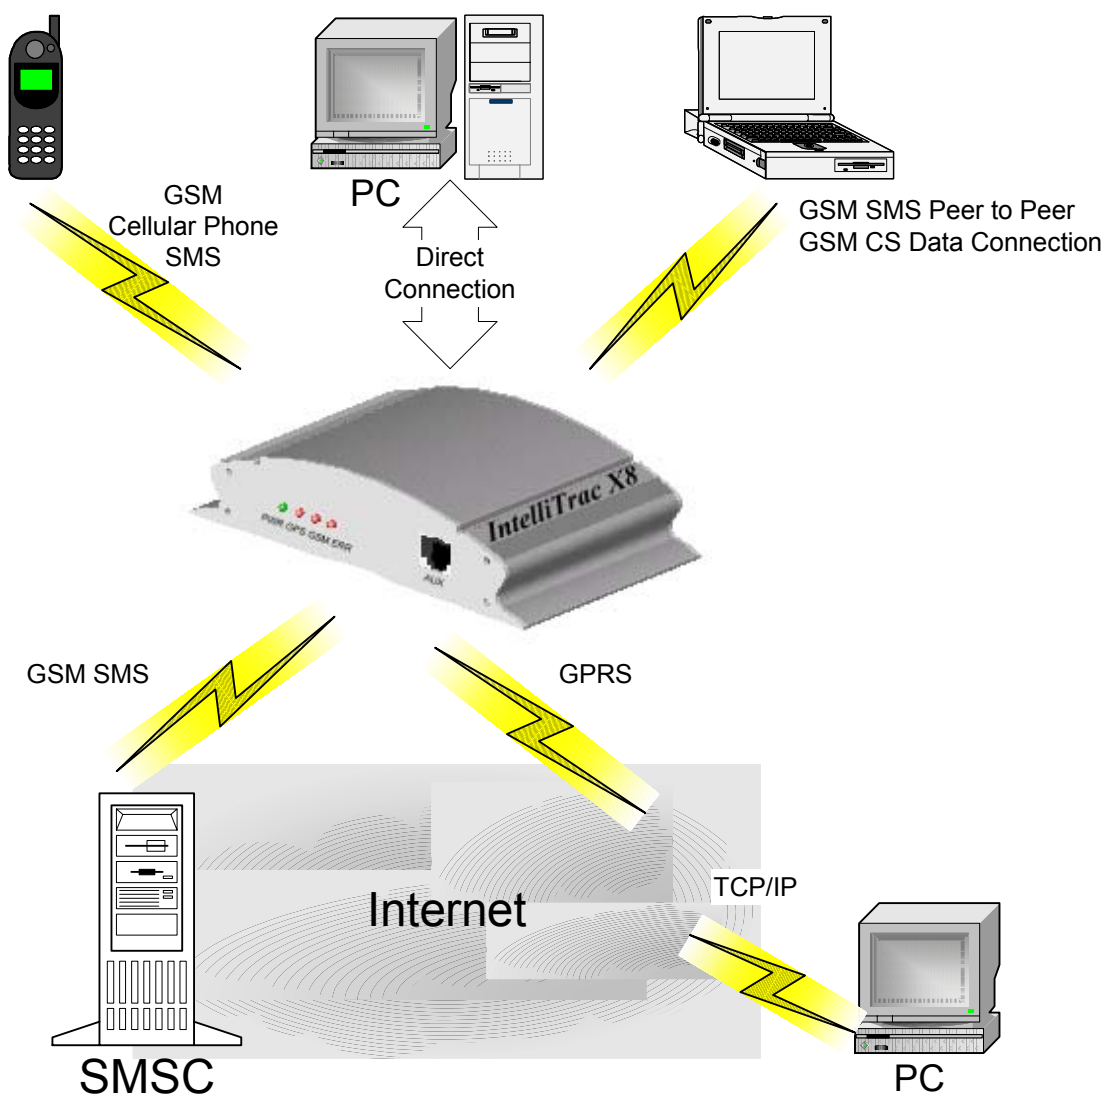 PC
GSM
Cellular Phone
SMS
Direct
Connection
GSM SMS Peer to Peer
GSM CS Data Connection
IntelliTrac X8
PWR GPS GSM ERR
AUX
GSM SMS
GPRS
Internet
TCP/IP
SMSC
PC